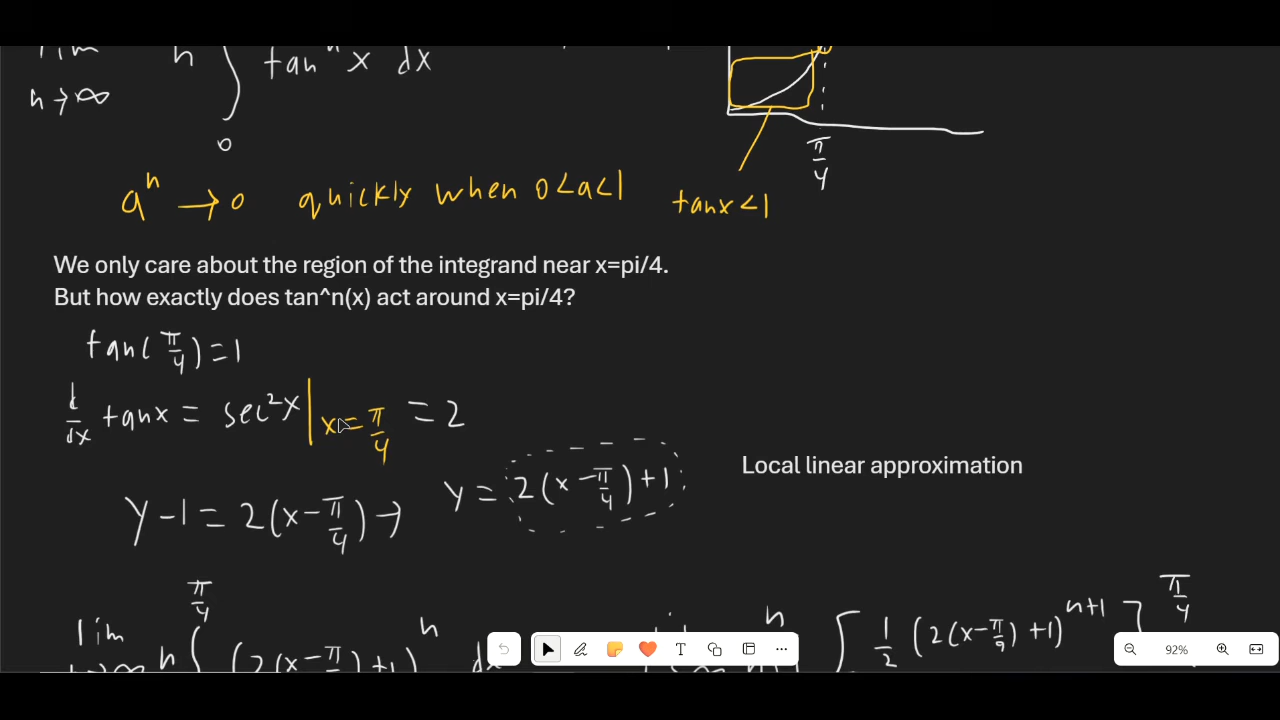 lim n ∫ tan^n x dx
n→∞
0
π/4
a^n → 0 quickly when 0<a<1 tanx<1
We only care about the region of the integrand near x=pi/4.
But how exactly does tan^n(x) act around x=pi/4?
tan(π/4)=1
d/dx tanx = sec²x | x=π/4 = 2
y = 2(x-π/4)+1
Local linear approximation
y-1=2(x-π/4)→
π/4
lim n ∫ (2(x-π/4)+1)^n dx
n [1/2 (2(x-π/9)+1)^n+1]^π/4
92%